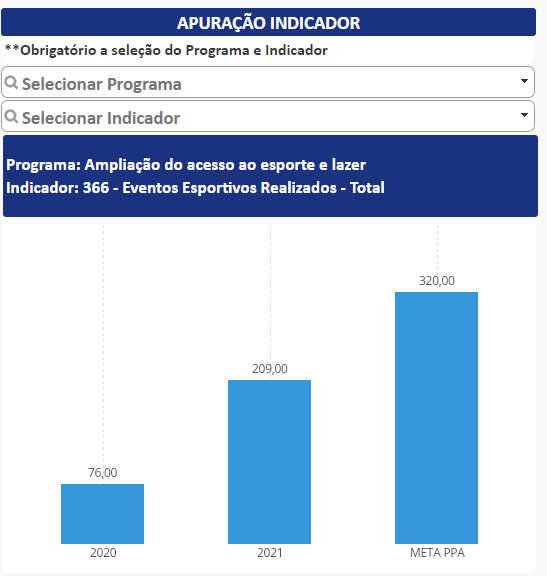 APURAÇÃO INDICADOR
**Obrigatório a seleção do Programa e Indicador
Selecionar Programa
Selecionar Indicador
Programa: Ampliação do acesso ao esporte e lazer
Indicador: 366 - Eventos Esportivos Realizados - Total
320,00
209,00
76,00
2020 2021 META PPA